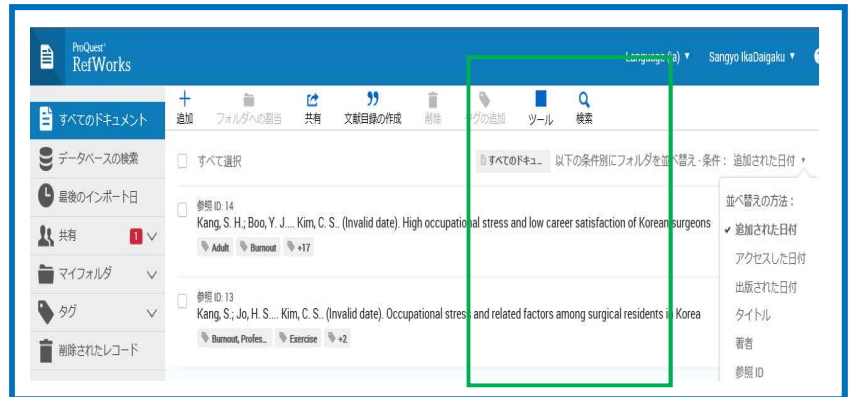 ProQuest®
RefWorks
Language (ja) ▼ Sangyo IkaDaigaku ▼
すべてのドキュメント
データベースの検索
最後のインポート日
共有 1
マイフォルダ
タグ
削除されたレコード
追加 フォルダへの割当 共有 文献目録の作成 削除 タグの追加 ツール 検索
すべて選択 すべてのドキュ... 以下の条件別にフォルダを並べ替え - 条件： 追加された日付 ▼
参照 ID: 14
Kang, S. H.; Boo, Y. J.... Kim, C. S.. (Invalid date). High occupational stress and low career satisfaction of Korean surgeons
Adult Burnout +17
参照 ID: 13
Kang, S.; Jo, H. S.... Kim, C. S.. (Invalid date). Occupational stress and related factors among surgical residents in Korea
Burnout, Profes... Exercise +2
並べ替えの方法：
✔ 追加された日付
アクセスした日付
出版された日付
タイトル
著者
参照 ID